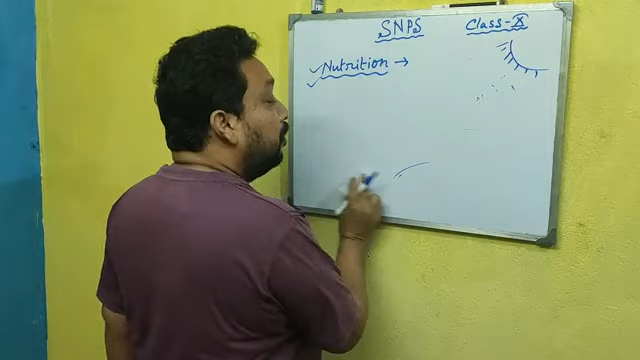 SNPS Class-X
Nutrition →